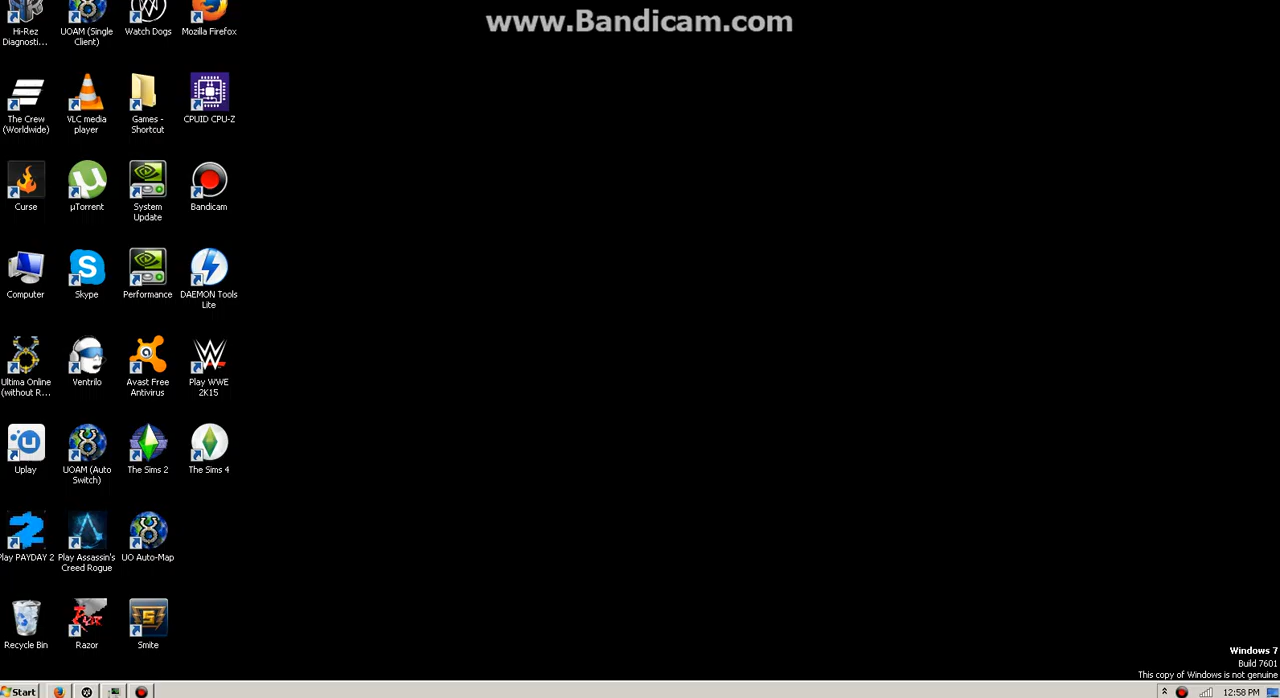 www.Bandicam.com
Hi-Rez
Diagnosti...
UOAM (Single
Client)
Watch Dogs
Mozilla Firefox
The Crew
(Worldwide)
VLC media
player
Games -
Shortcut
CPUID CPU-Z
Curse
µTorrent
System
Update
Bandicam
Computer
Skype
Performance
DAEMON Tools
Lite
Ultima Online
(without R...
Ventrilo
Avast Free
Antivirus
Play WWE
2K15
Uplay
UOAM (Auto
Switch)
The Sims 2
The Sims 4
Play PAYDAY 2
Play Assassin's
Creed Rogue
UO Auto-Map
Recycle Bin
Razor
Smite
Windows 7
Build 7601
This copy of Windows is not genuine
Start
12:58 PM